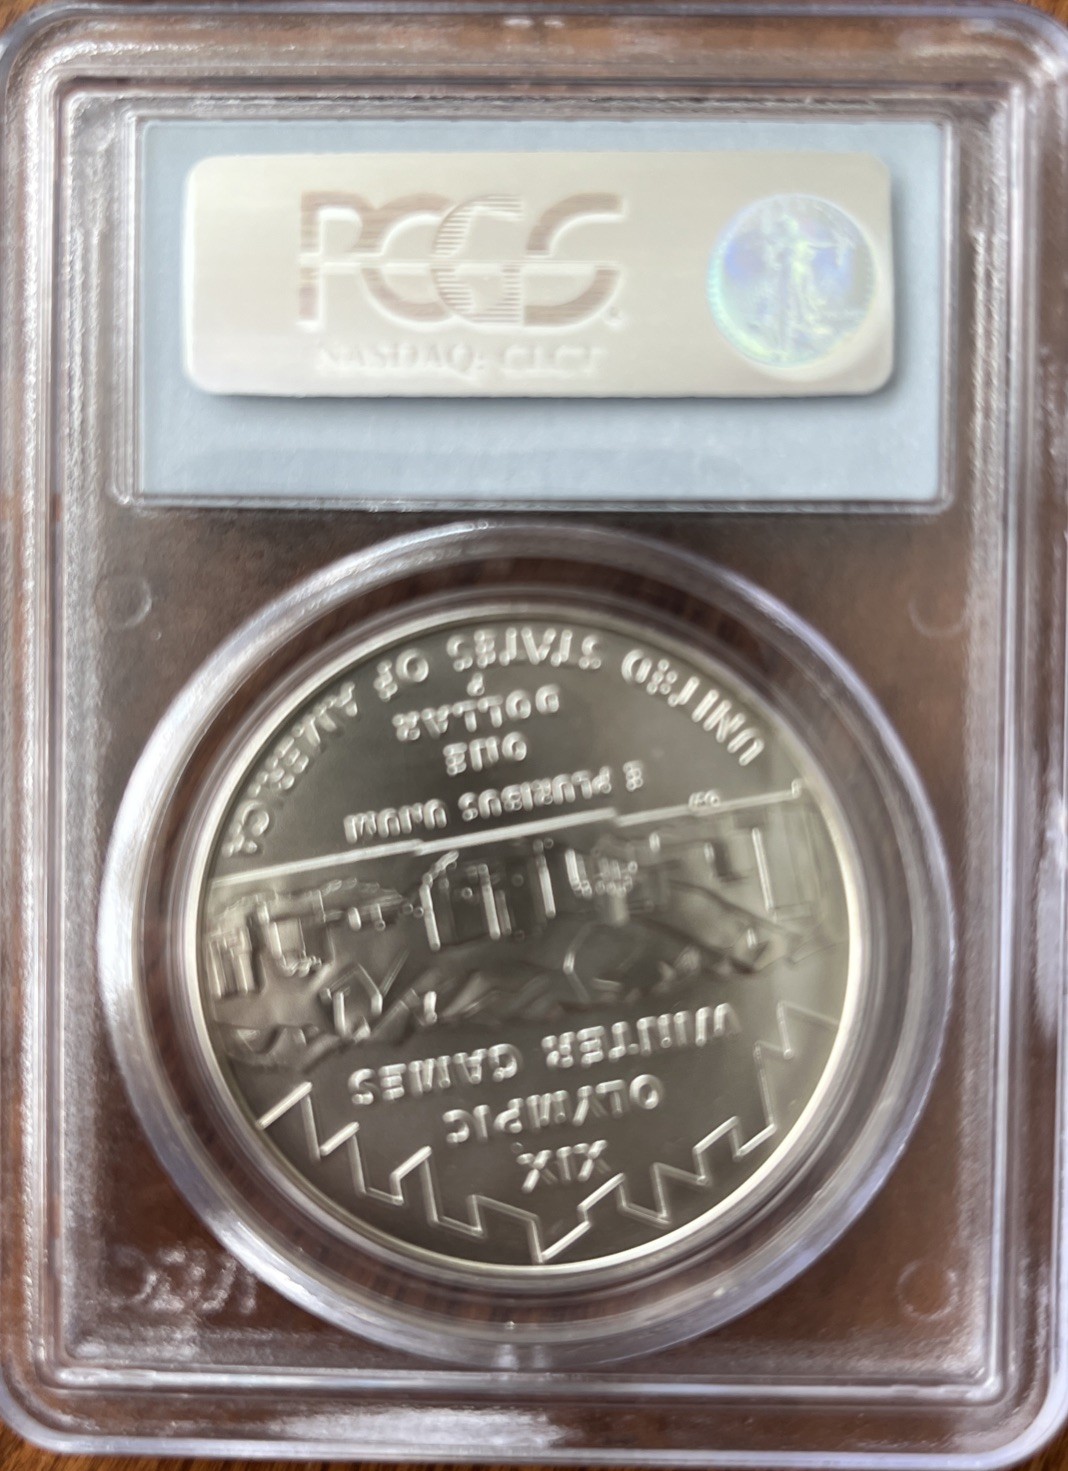 PCGS
NASDAQ: CLCT
XIX
OLYMPIC
WINTER GAMES
E PLURIBUS UNUM
ONE
DOLLAR
P
UNITED STATES OF AMERICA